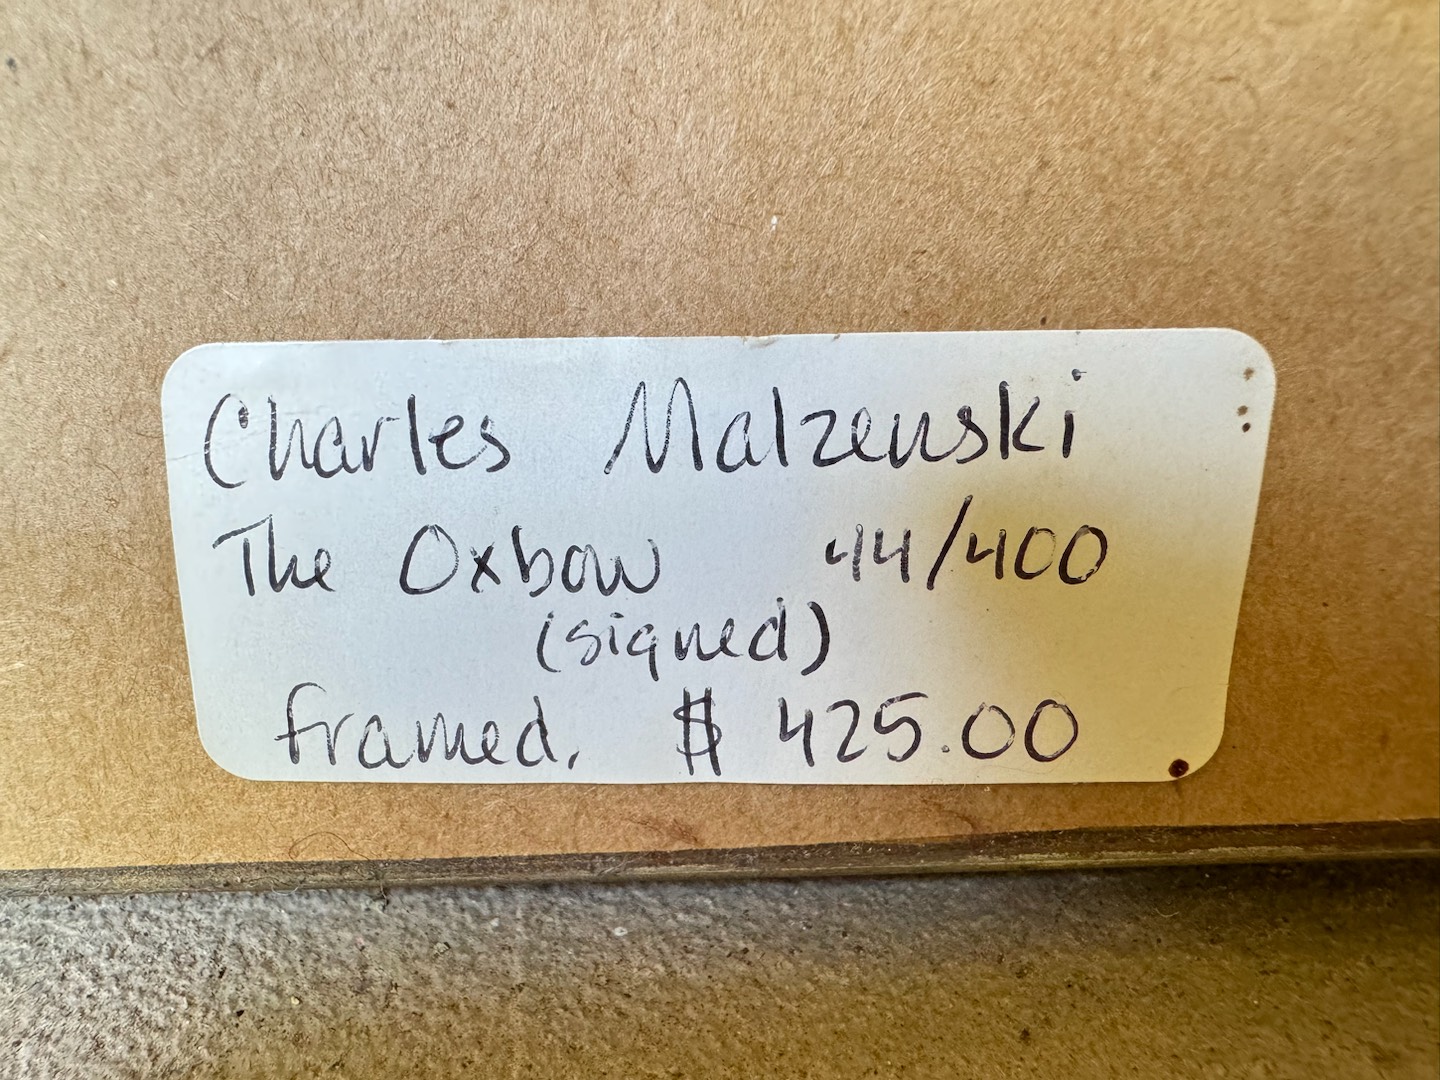 Charles Malzenski
The Oxbow 44/400
(signed)
framed. $ 425.00